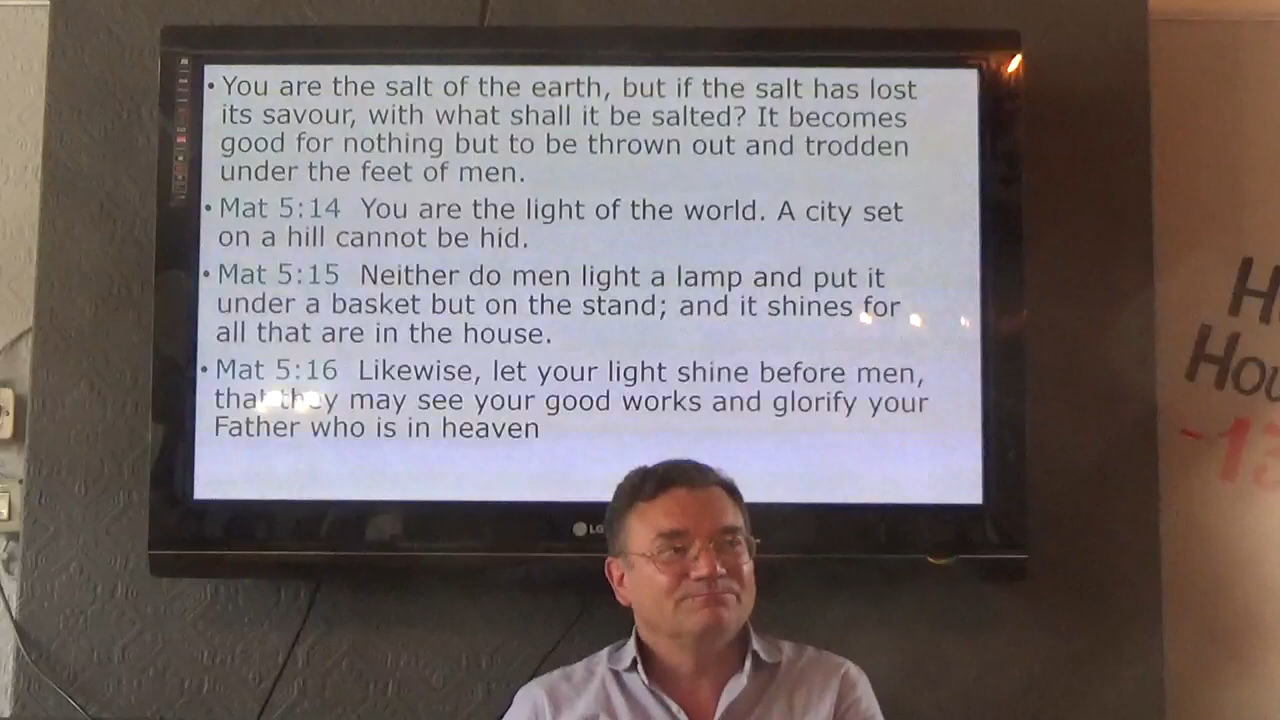 • You are the salt of the earth, but if the salt has lost
its savour, with what shall it be salted? It becomes
good for nothing but to be thrown out and trodden
under the feet of men.
• Mat 5:14 You are the light of the world. A city set
on a hill cannot be hid.
• Mat 5:15 Neither do men light a lamp and put it
under a basket but on the stand; and it shines for
all that are in the house.
• Mat 5:16 Likewise, let your light shine before men,
that they may see your good works and glorify your
Father who is in heaven
LG